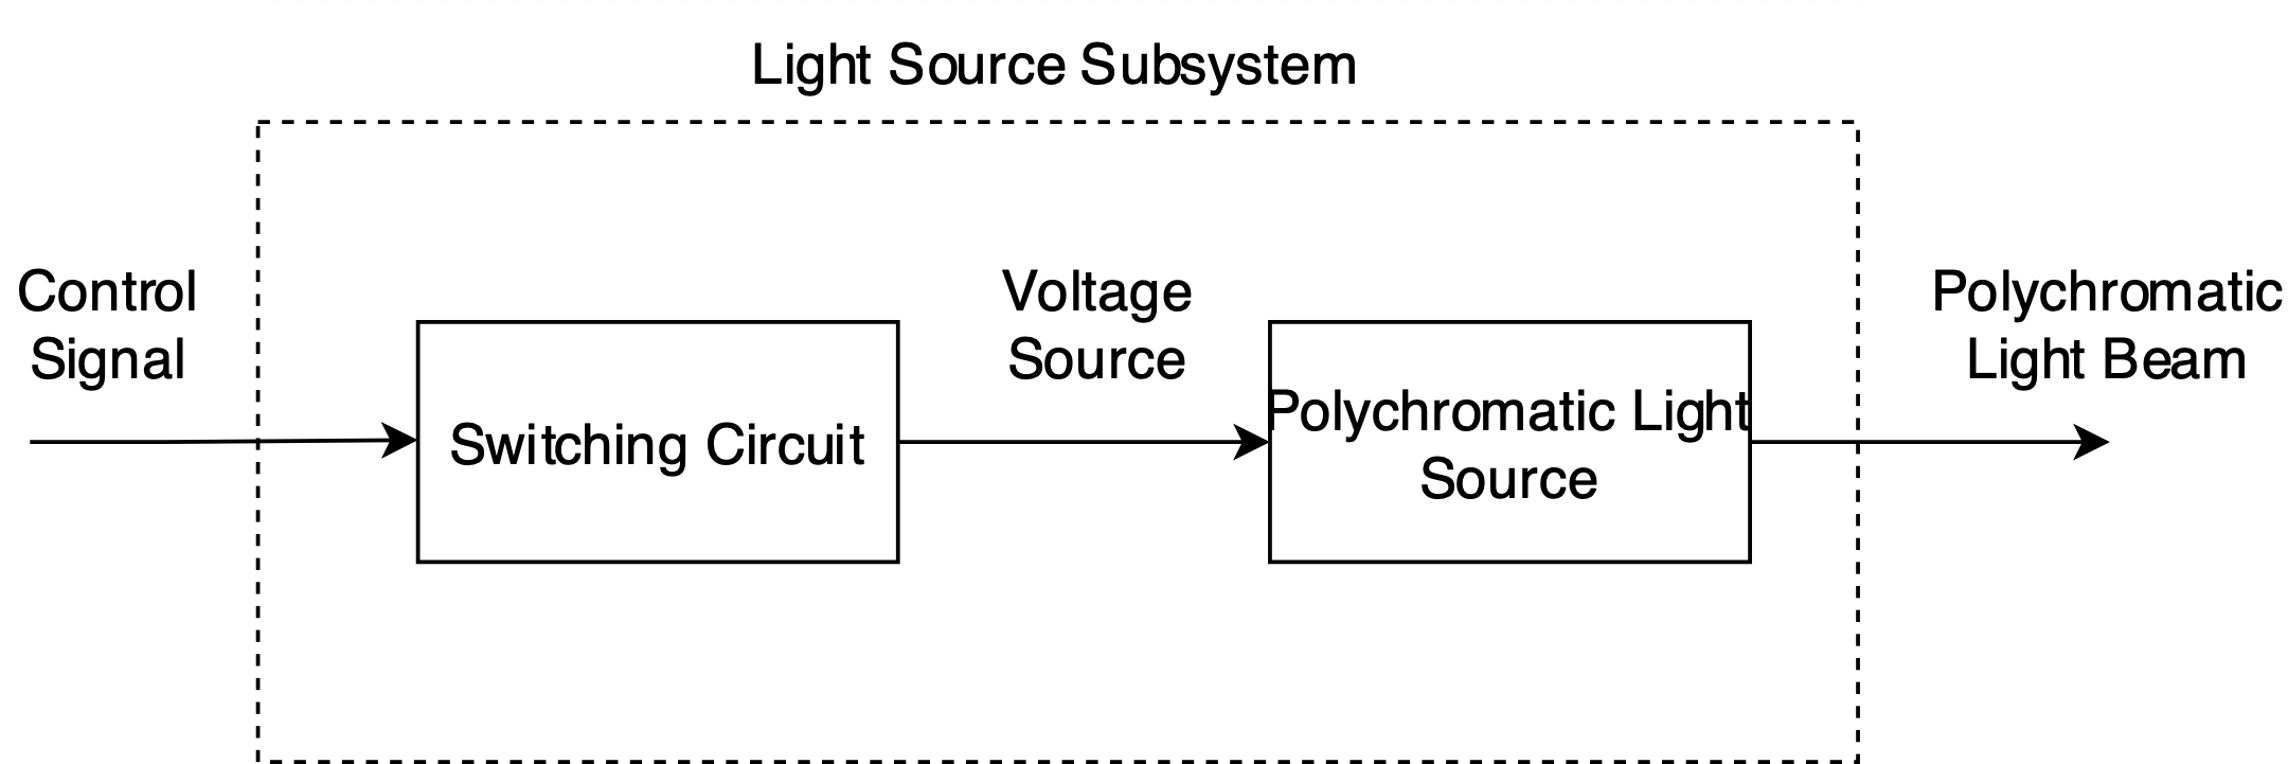 Light Source Subsystem
Control
Signal
Switching Circuit
Voltage
Source
Polychromatic Light
Source
Polychromatic
Light Beam